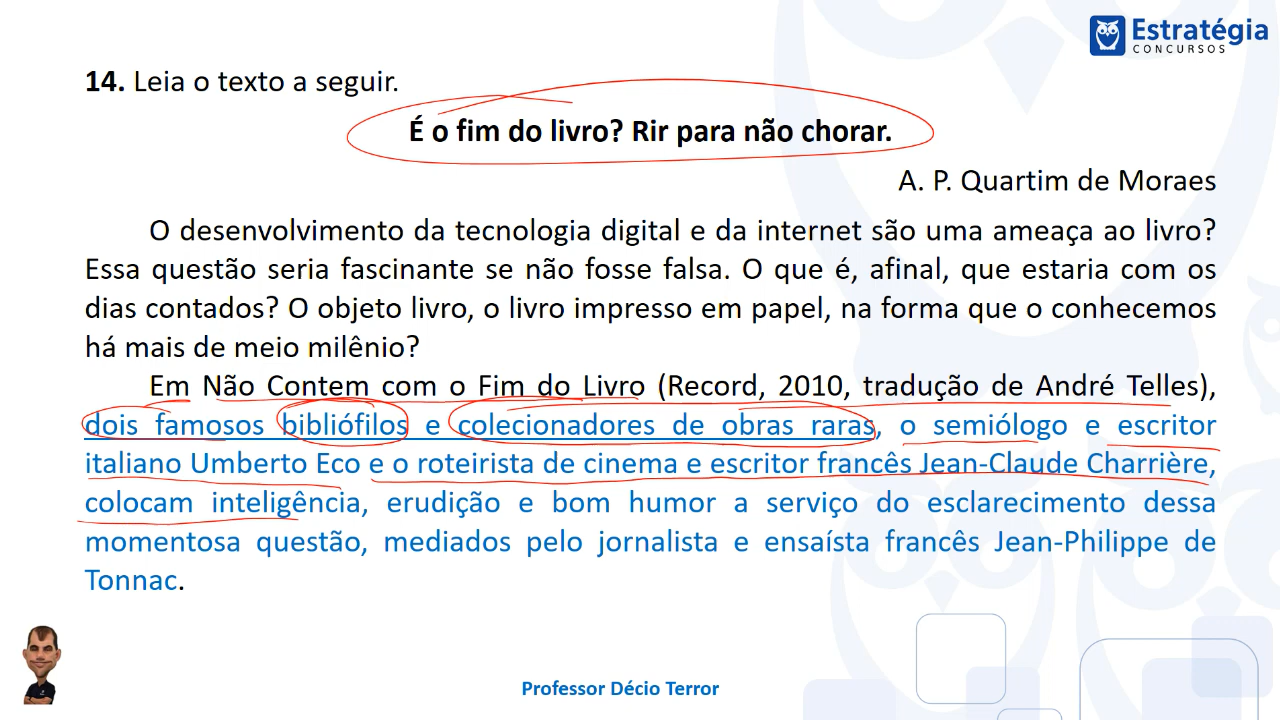 Estratégia
CONCURSOS
14. Leia o texto a seguir.
É o fim do livro? Rir para não chorar.
A. P. Quartim de Moraes
O desenvolvimento da tecnologia digital e da internet são uma ameaça ao livro?
Essa questão seria fascinante se não fosse falsa. O que é, afinal, que estaria com os
dias contados? O objeto livro, o livro impresso em papel, na forma que o conhecemos
há mais de meio milênio?
Em Não Contem com o Fim do Livro (Record, 2010, tradução de André Telles),
dois famosos bibliófilos e colecionadores de obras raras, o semiólogo e escritor
italiano Umberto Eco e o roteirista de cinema e escritor francês Jean-Claude Charrière,
colocam inteligência, erudição e bom humor a serviço do esclarecimento dessa
momentosa questão, mediados pelo jornalista e ensaísta francês Jean-Philippe de
Tonnac.
Professor Décio Terror